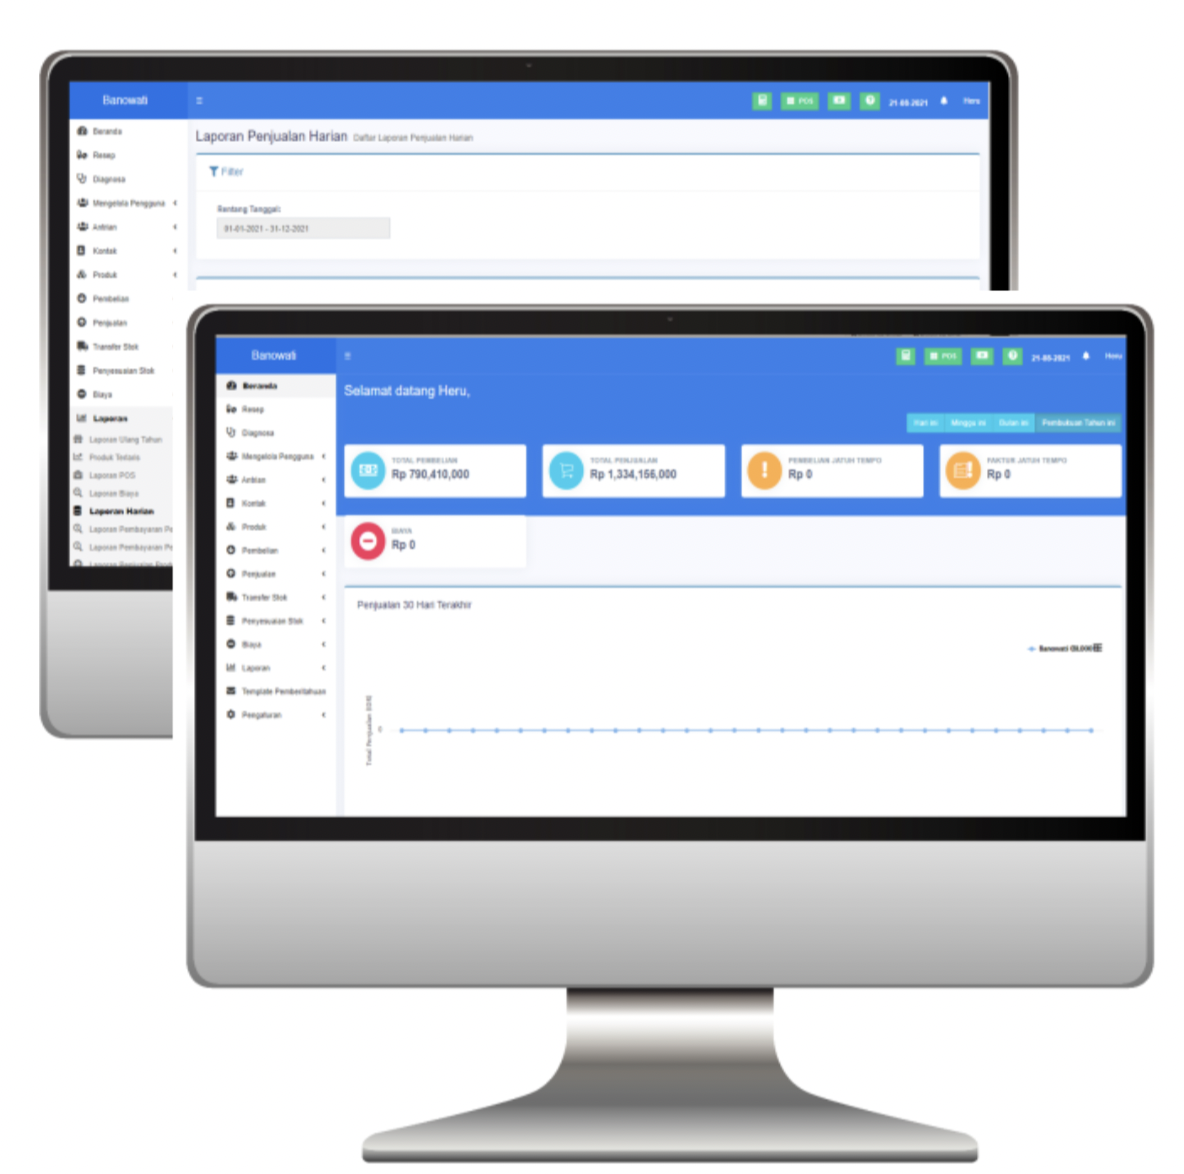 Banowati
POS
21-08-2021
Heru
Beranda
Resep
Diagnosa
Mengelola Pengguna
Antrian
Kontak
Produk
Pembelian
Penjualan
Transfer Stok
Penyesuaian Stok
Biaya
Laporan
Laporan Ulang Tahun
Produk Terlaris
Laporan POS
Laporan Biaya
Laporan Harian
Laporan Pembayaran Pe
Laporan Pembayaran Pe
Laporan Penjualan Harian Daftar Laporan Penjualan Harian
Filter
Rentang Tanggal:
01-01-2021 - 31-12-2021
Banowati
POS
21-08-2021
Heru
Beranda
Resep
Diagnosa
Mengelola Pengguna
Antrian
Kontak
Produk
Pembelian
Penjualan
Transfer Stok
Penyesuaian Stok
Biaya
Laporan
Template Pemberitahuan
Pengaturan
Selamat datang Heru,
Hari ini
Minggu ini
Bulan ini
Pembukuan Tahun ini
TOTAL PEMBELIAN
Rp 790,410,000
TOTAL PENJUALAN
Rp 1,334,156,000
PEMBELIAN JATUH TEMPO
Rp 0
FAKTUR JATUH TEMPO
Rp 0
BIAYA
Rp 0
Penjualan 30 Hari Terakhir
Banowati
Total Penjualan (IDR)
0